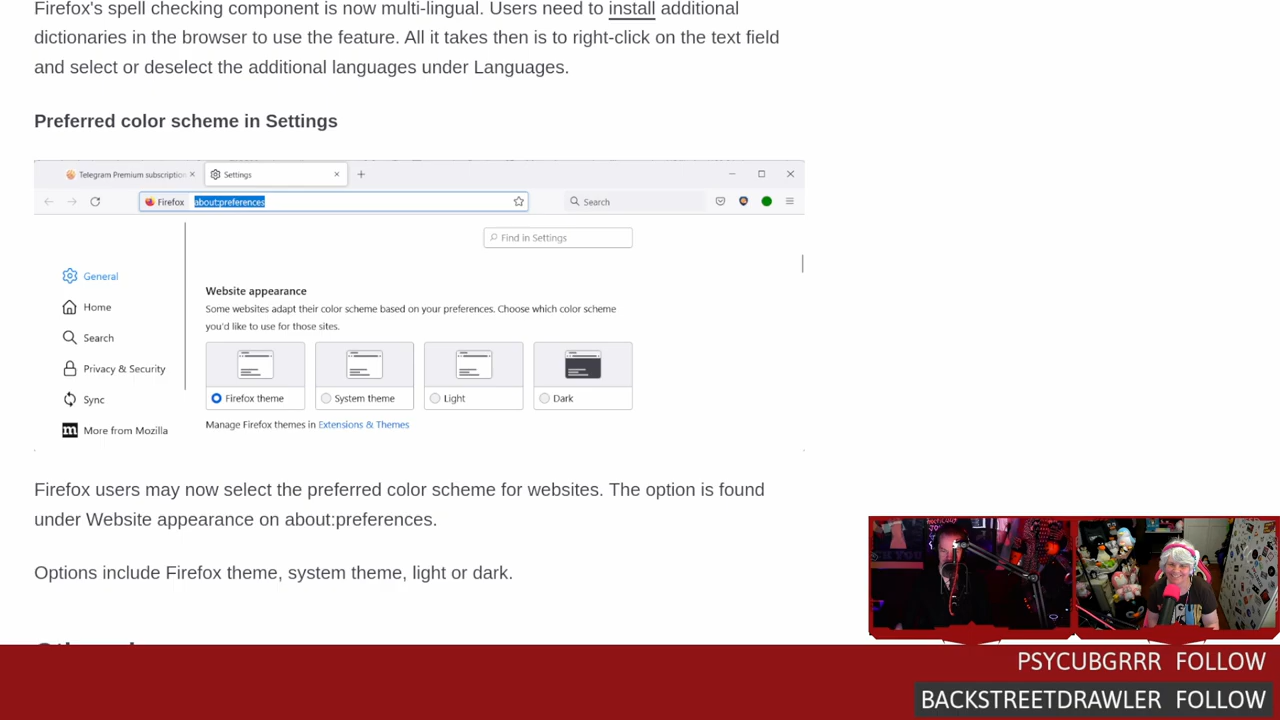 Firefox's spell checking component is now multi-lingual. Users need to install additional
dictionaries in the browser to use the feature. All it takes then is to right-click on the text field
and select or deselect the additional languages under Languages.
Preferred color scheme in Settings
Telegram Premium subscription
Settings
Firefox
about:preferences
Search
Find in Settings
General
Home
Search
Privacy & Security
Sync
More from Mozilla
Website appearance
Some websites adapt their color scheme based on your preferences. Choose which color scheme
you'd like to use for those sites.
Firefox theme
System theme
Light
Dark
Manage Firefox themes in Extensions & Themes
Firefox users may now select the preferred color scheme for websites. The option is found
under Website appearance on about:preferences.
Options include Firefox theme, system theme, light or dark.
PSYCUBGRRR FOLLOW
BACKSTREETDRAWLER FOLLOW